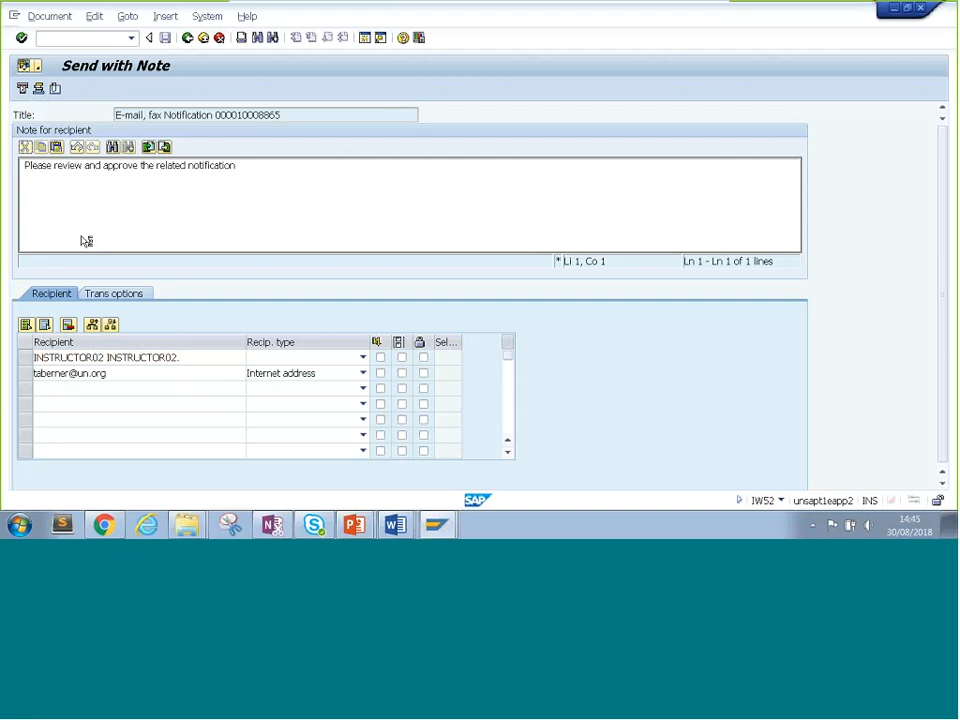 Document Edit Goto Insert System Help
Send with Note
Title: E-mail, fax Notification 000010008865
Note for recipient
Please review and approve the related notification
* Li 1, Co 1 Ln 1 - Ln 1 of 1 lines
Recipient Trans options
Recipient Recip. type Sel...
INSTRUCTOR02 INSTRUCTOR02.
taberner@un.org Internet address
SAP
IW52 unsapt1eapp2 INS
14:45
30/08/2018